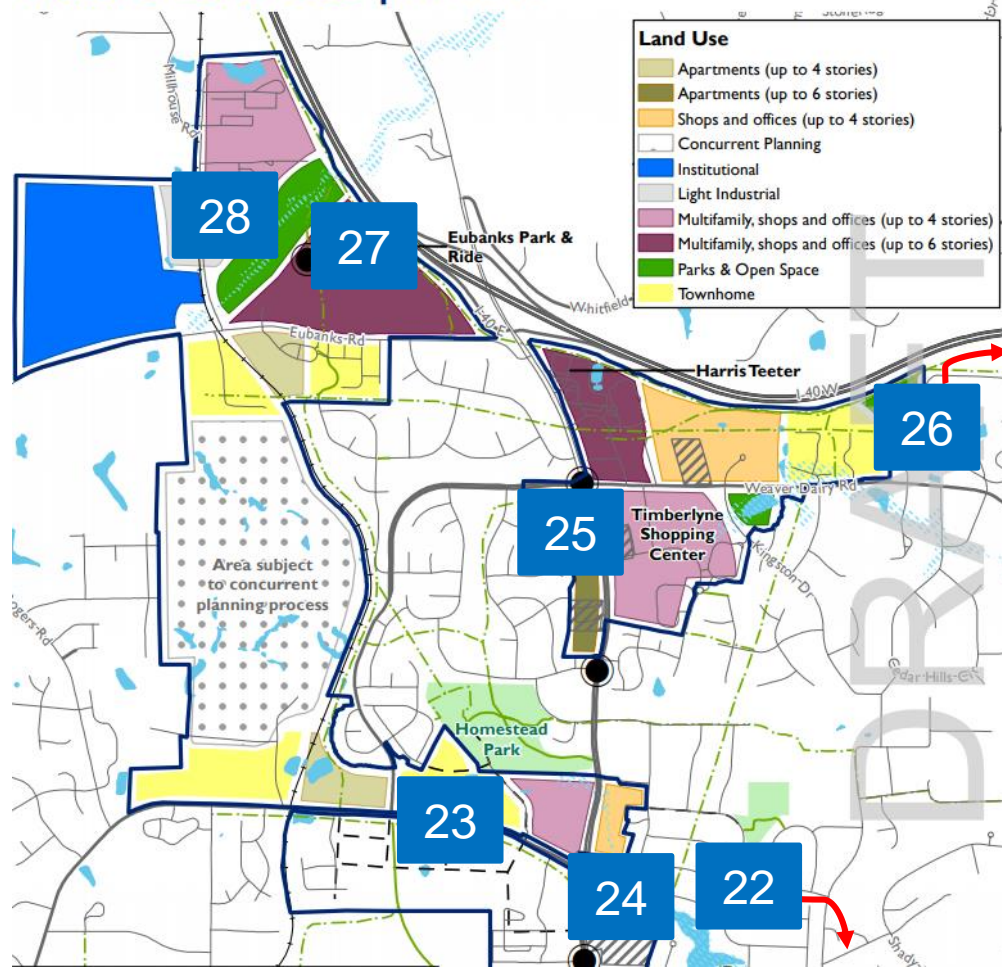 Land Use
Apartments (up to 4 stories)
Apartments (up to 6 stories)
Shops and offices (up to 4 stories)
Concurrent Planning
Institutional
Light Industrial
Multifamily, shops and offices (up to 4 stories)
Multifamily, shops and offices (up to 6 stories)
Parks & Open Space
Townhome
Millhouse Rd
28
27
Eubanks Park &
Ride
Whitfield
I-40 E
Eubanks-Rd
Harris Teeter
I-40 W
26
Weaver Dairy Rd
25
Timberlyne
Shopping
Center
Kingston-Dr
Area subject
to concurrent
planning process
ogers-Rd
Cedar Hills-Cir
Homestead
Park
23
24
22
Shady
DRAFT